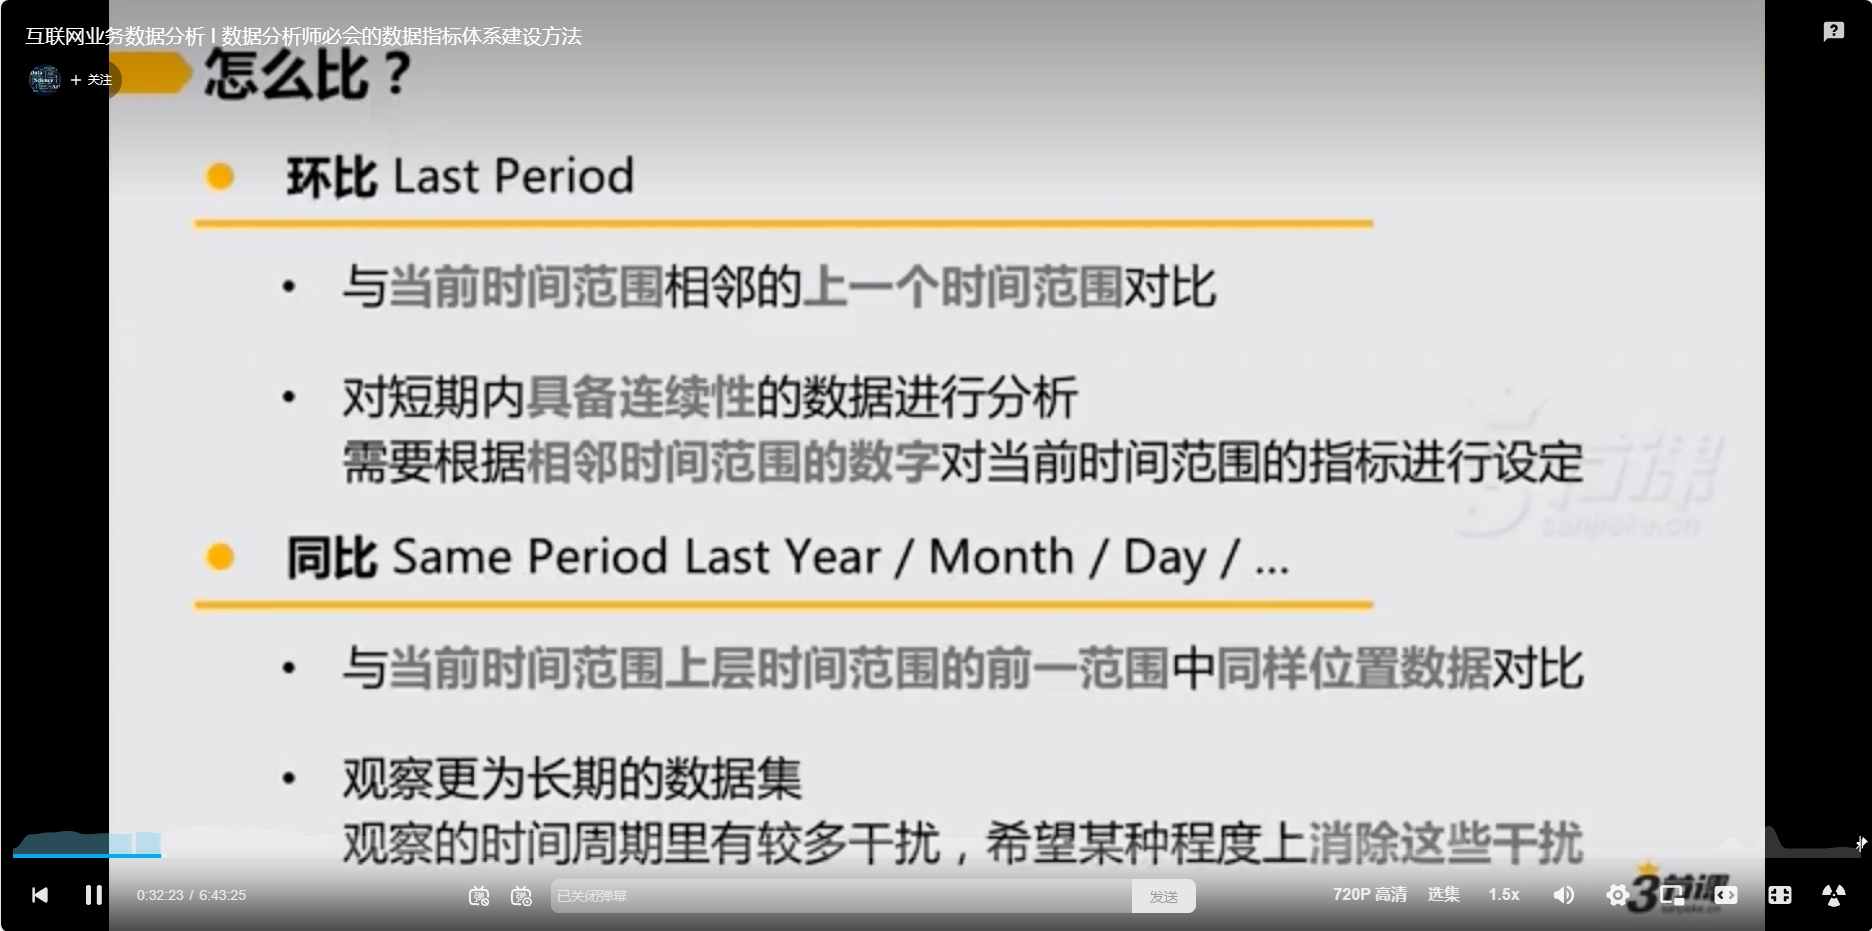 互联网业务数据分析 I 数据分析师必会的数据指标体系建设方法
+ 关注
怎么比？
环比 Last Period
与当前时间范围相邻的上一个时间范围对比
对短期内具备连续性的数据进行分析
需要根据相邻时间范围的数字对当前时间范围的指标进行设定
3节课
sanjieke.cn
同比 Same Period Last Year / Month / Day / ...
与当前时间范围上层时间范围的前一范围中同样位置数据对比
观察更为长期的数据集
观察的时间周期里有较多干扰，希望某种程度上消除这些干扰
0:32:23 / 6:43:25
已关闭弹幕
发送
720P 高清
选集
1.5x
3节课